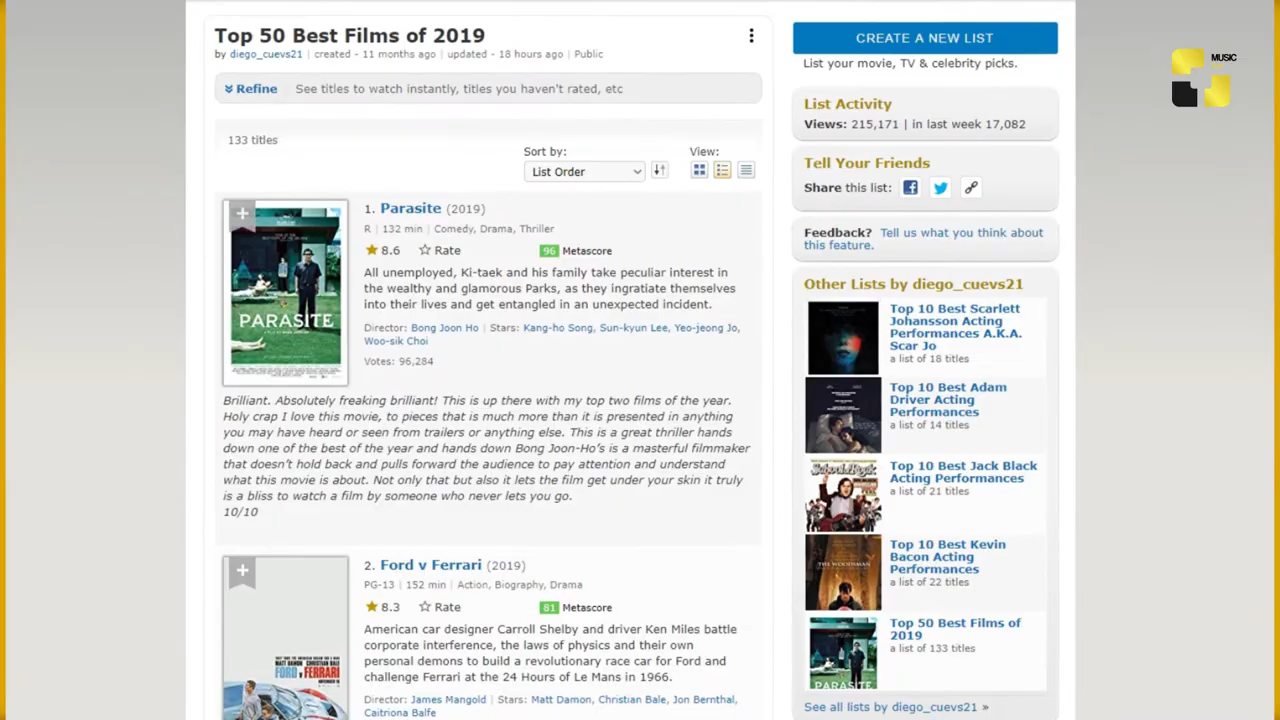 Top 50 Best Films of 2019
by diego_cuevs21 | created - 11 months ago | updated - 18 hours ago | Public
Refine See titles to watch instantly, titles you haven't rated, etc
133 titles
Sort by:
View:
List Order
1. Parasite (2019)
R | 132 min | Comedy, Drama, Thriller
8.6 Rate 96 Metascore
All unemployed, Ki-taek and his family take peculiar interest in
the wealthy and glamorous Parks, as they ingratiate themselves
into their lives and get entangled in an unexpected incident.
Director: Bong Joon Ho | Stars: Kang-ho Song, Sun-kyun Lee, Yeo-jeong Jo,
Woo-sik Choi
Votes: 96,284
PARASITE
Brilliant. Absolutely freaking brilliant! This is up there with my top two films of the year.
Holy crap I love this movie, to pieces that is much more than it is presented in anything
you may have heard or seen from trailers or anything else. This is a great thriller hands
down one of the best of the year and hands down Bong Joon-Ho's is a masterful filmmaker
that doesn't hold back and pulls forward the audience to pay attention and understand
what this movie is about. Not only that but also it lets the film get under your skin it truly
is a bliss to watch a film by someone who never lets you go.
10/10
2. Ford v Ferrari (2019)
PG-13 | 152 min | Action, Biography, Drama
8.3 Rate 81 Metascore
American car designer Carroll Shelby and driver Ken Miles battle
corporate interference, the laws of physics and their own
personal demons to build a revolutionary race car for Ford and
challenge Ferrari at the 24 Hours of Le Mans in 1966.
Director: James Mangold | Stars: Matt Damon, Christian Bale, Jon Bernthal,
Caitriona Balfe
MATT DAMON CHRISTIAN BALE
FORD v FERRARI
CREATE A NEW LIST
List your movie, TV & celebrity picks.
List Activity
Views: 215,171 | in last week 17,082
Tell Your Friends
Share this list:
Feedback? Tell us what you think about
this feature.
Other Lists by diego_cuevs21
Top 10 Best Scarlett
Johansson Acting
Performances A.K.A.
Scar Jo
a list of 18 titles
Top 10 Best Adam
Driver Acting
Performances
a list of 14 titles
School of Rock
Top 10 Best Jack Black
Acting Performances
a list of 21 titles
THE WOODSMAN
Top 10 Best Kevin
Bacon Acting
Performances
a list of 22 titles
PARASITE
Top 50 Best Films of
2019
a list of 133 titles
See all lists by diego_cuevs21 »
MUSIC